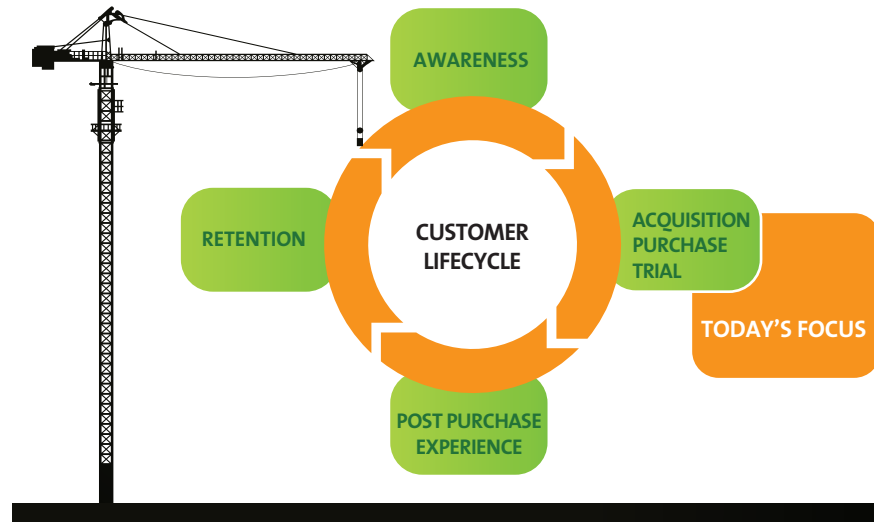 AWARENESS
RETENTION
CUSTOMER
LIFECYCLE
ACQUISITION
PURCHASE
TRIAL
TODAY'S FOCUS
POST PURCHASE
EXPERIENCE